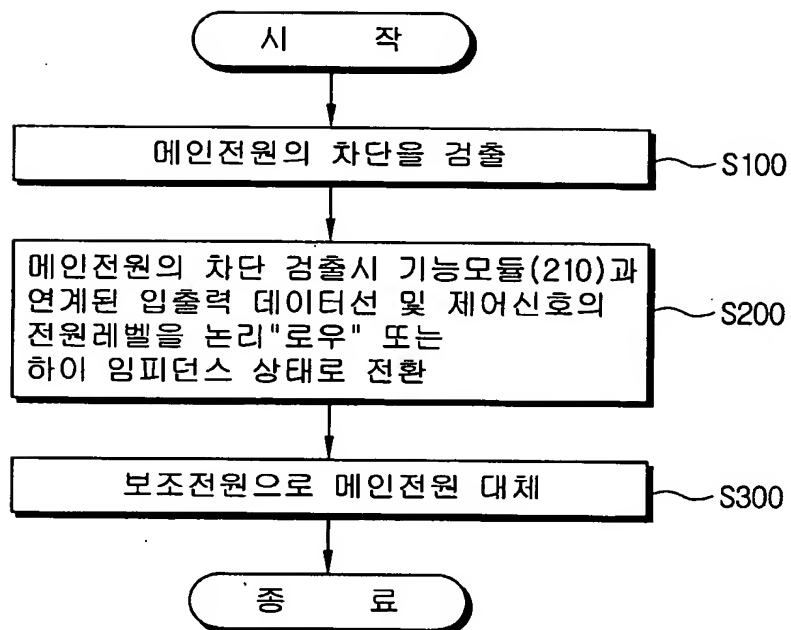 시 작
메인전원의 차단을 검출
S100
메인전원의 차단 검출시 기능모듈(210)과
연계된 입출력 데이터선 및 제어신호의
전원레벨을 논리"로우" 또는
하이 임피던스 상태로 전환
S200
보조전원으로 메인전원 대체
S300
종 료